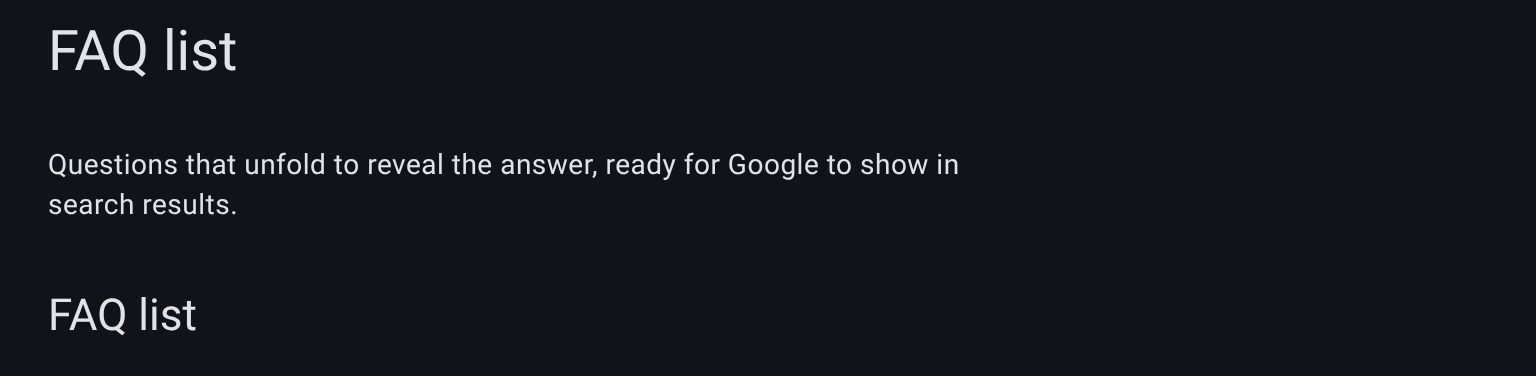 FAQ list
Questions that unfold to reveal the answer, ready for Google to show in
search results.
FAQ list